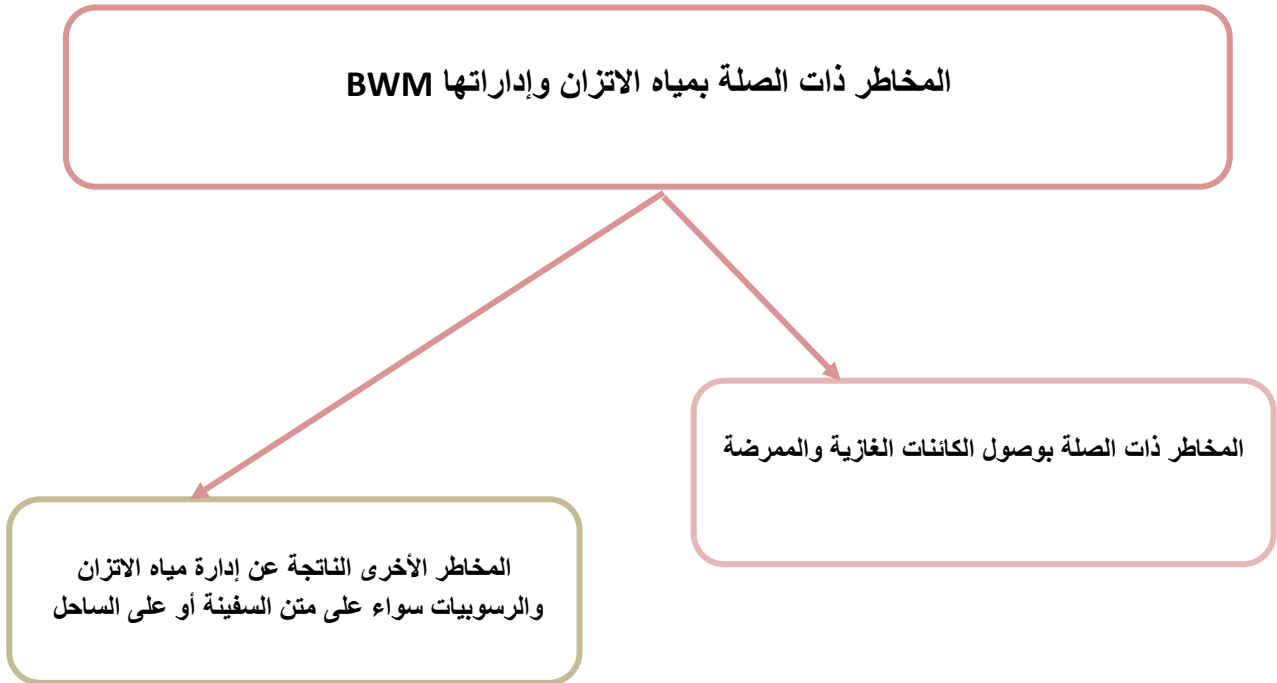 المخاطر ذات الصلة بمياه الاتزان وإداراتها BWM
المخاطر ذات الصلة بوصول الكائنات الغازية والممرضة
المخاطر الأخرى الناتجة عن إدارة مياه الاتزان
والرسوبيات سواء على متن السفينة أو على الساحل